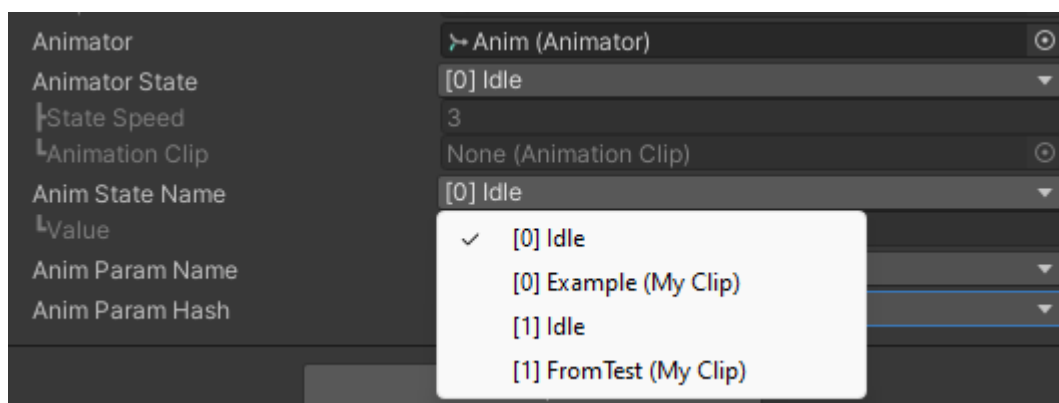 Animator Anim (Animator)
Animator State [0] Idle
State Speed 3
Animation Clip None (Animation Clip)
Anim State Name [0] Idle
Value
[0] Idle
Anim Param Name
[0] Example (My Clip)
Anim Param Hash
[1] Idle
[1] FromTest (My Clip)